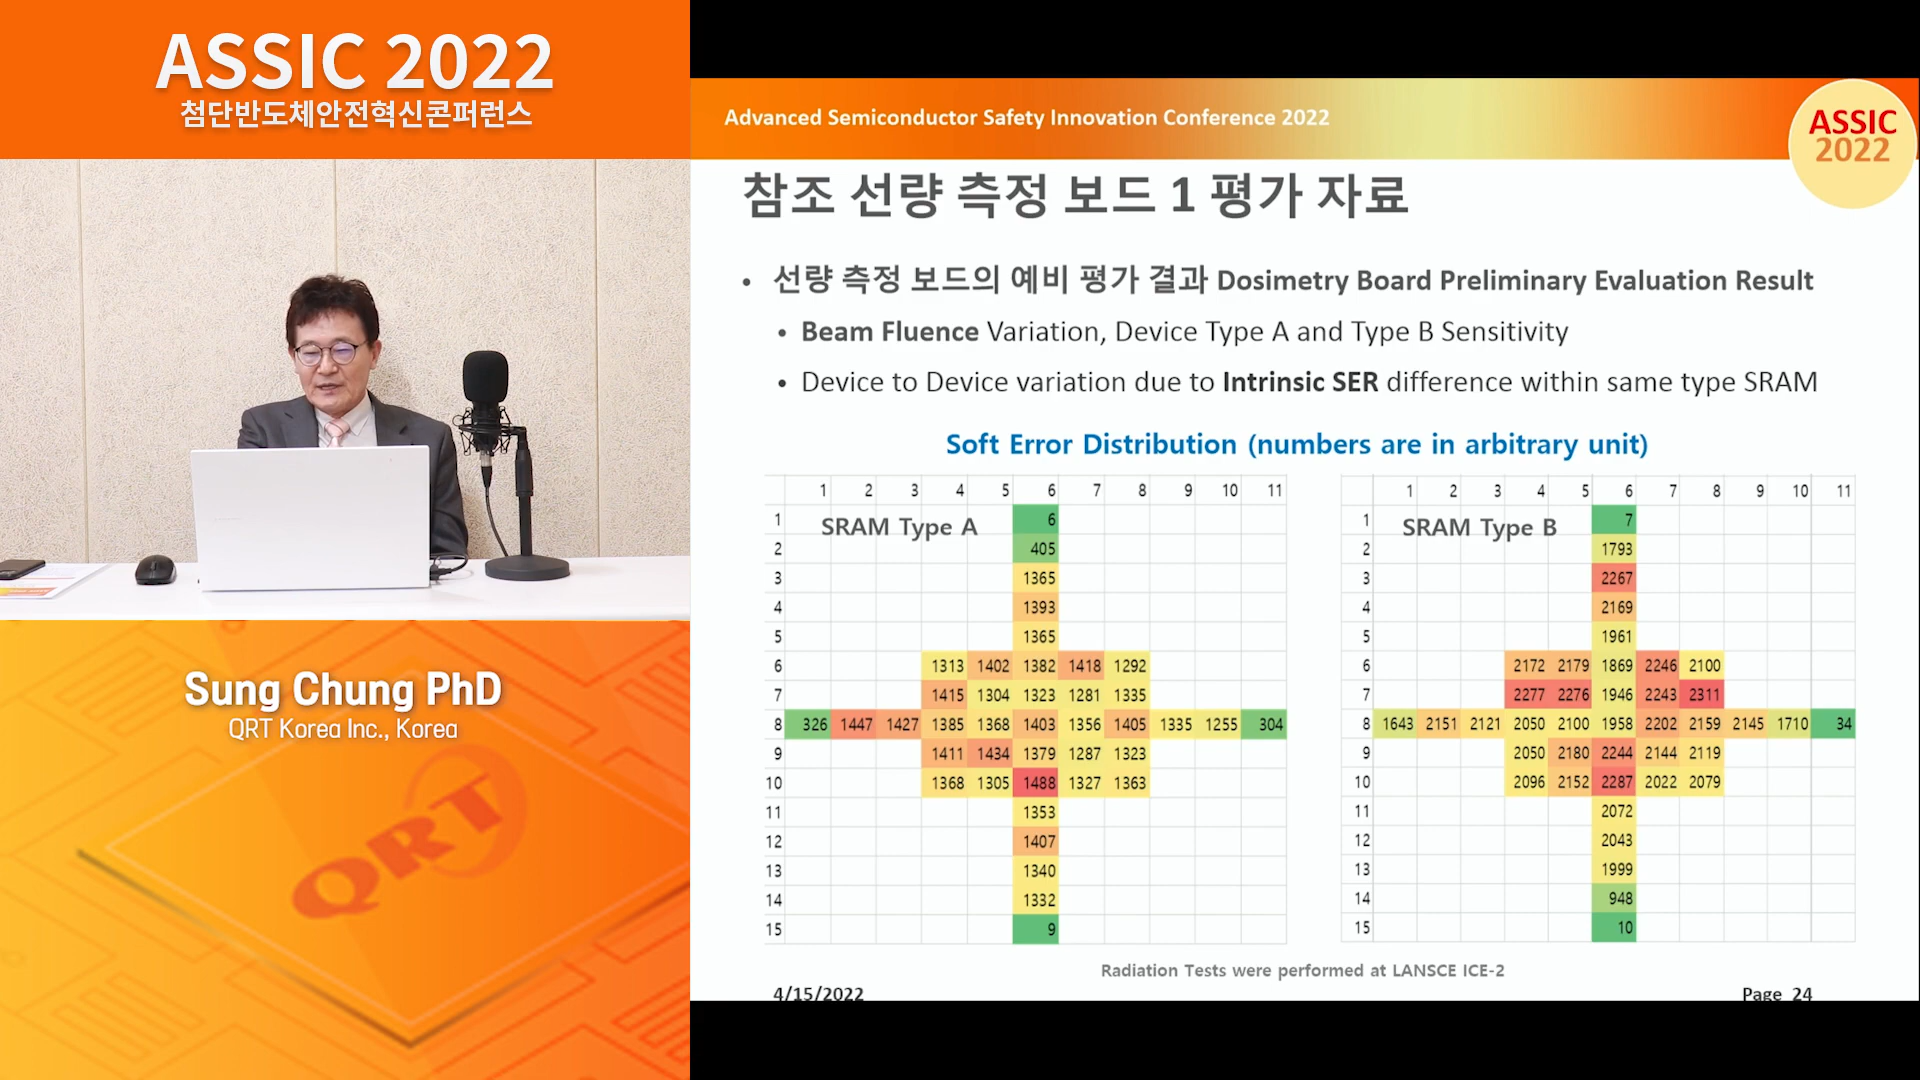 ASSIC 2022
첨단반도체안전혁신콘퍼런스
Sung Chung PhD
QRT Korea Inc., Korea
QRT
Advanced Semiconductor Safety Innovation Conference 2022
ASSIC
2022
참조 선량 측정 보드 1 평가 자료
• 선량 측정 보드의 예비 평가 결과 Dosimetry Board Preliminary Evaluation Result
• Beam Fluence Variation, Device Type A and Type B Sensitivity
• Device to Device variation due to Intrinsic SER difference within same type SRAM
Soft Error Distribution (numbers are in arbitrary unit)
1 2 3 4 5 6 7 8 9 10 11
SRAM Type A
1 6
2 405
3 1365
4 1393
5 1365
6 1313 1402 1382 1418 1292
7 1415 1304 1323 1281 1335
8 326 1447 1427 1385 1368 1403 1356 1405 1335 1255 304
9 1411 1434 1379 1287 1323
10 1368 1305 1488 1327 1363
11 1353
12 1407
13 1340
14 1332
15 9
1 2 3 4 5 6 7 8 9 10 11
SRAM Type B
1 7
2 1793
3 2267
4 2169
5 1961
6 2172 2179 1869 2246 2100
7 2277 2276 1946 2243 2311
8 1643 2151 2121 2050 2100 1958 2202 2159 2145 1710 34
9 2050 2180 2244 2144 2119
10 2096 2152 2287 2022 2079
11 2072
12 2043
13 1999
14 948
15 10
Radiation Tests were performed at LANSCE ICE-2
4/15/2022
Page 24